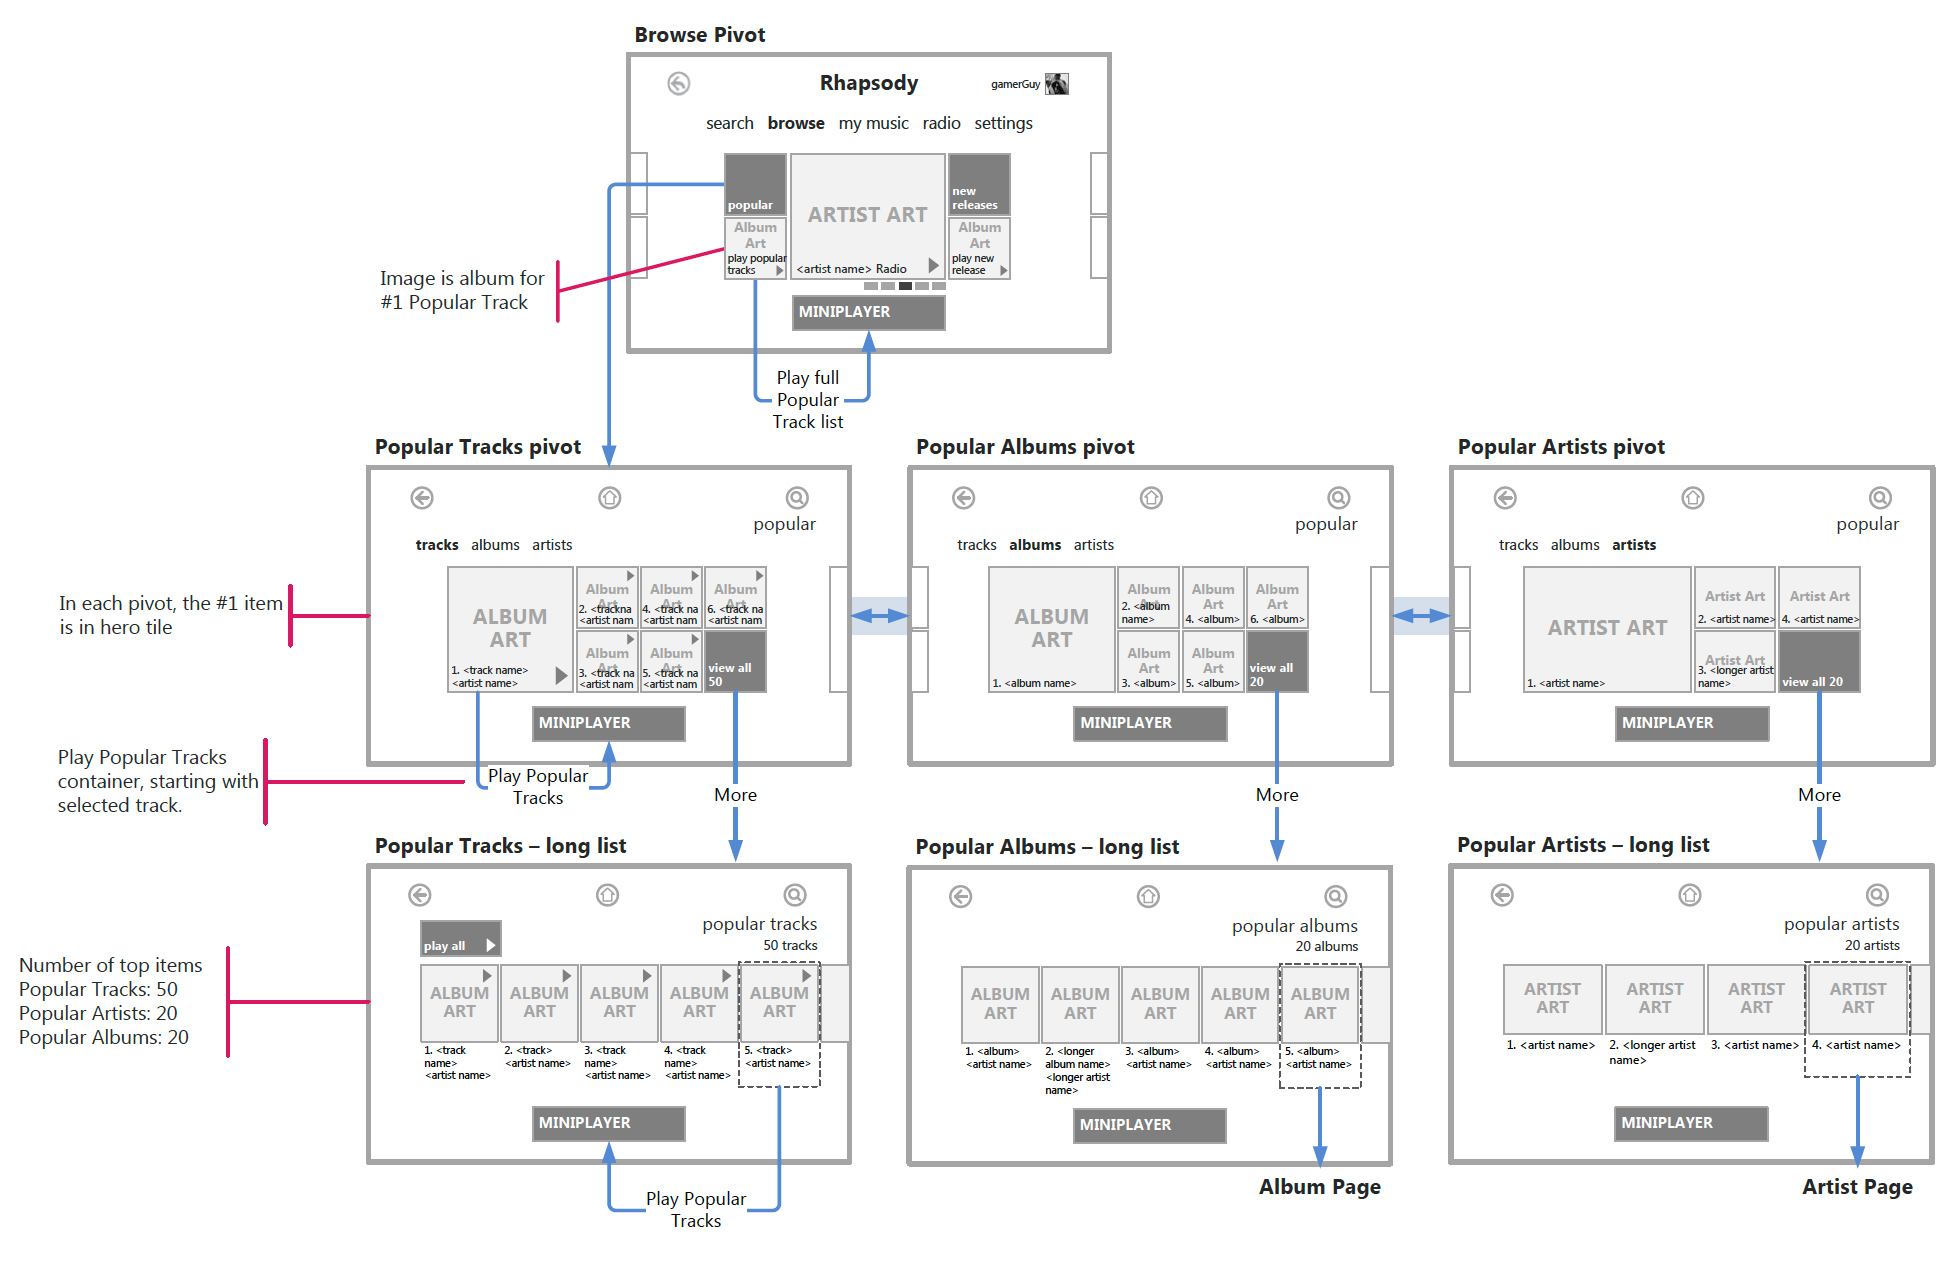 Browse Pivot
Rhapsody
gamerGuy
search browse my music radio settings
popular
ARTIST ART
new
releases
Album
Art
play popular
tracks
<artist name> Radio
Album
Art
play new
release
MINIPLAYER
Image is album for
#1 Popular Track
Play full
Popular
Track list
Popular Tracks pivot
popular
tracks albums artists
ALBUM
ART
1. <track name>
<artist name>
Album
Art
2. <trackna
<artist nam
Album
Art
4. <track na
<artist nam
Album
Art
6. <track na
<artist nam
Album
Art
3. <track na
<artist nam
Album
Art
5. <track na
<artist nam
view all
50
MINIPLAYER
Popular Albums pivot
popular
tracks albums artists
ALBUM
ART
1. <album name>
Album
Art
2. <album
name>
Album
Art
4. <album>
Album
Art
6. <album>
Album
Art
3. <album>
Album
Art
5. <album>
view all
20
MINIPLAYER
Popular Artists pivot
popular
tracks albums artists
ARTIST ART
1. <artist name>
Artist Art
2. <artist name>
Artist Art
4. <artist name>
Artist Art
3. <longer artist
name>
view all 20
MINIPLAYER
In each pivot, the #1 item
is in hero tile
Play Popular Tracks
container, starting with
selected track.
Play Popular
Tracks
More
More
More
Popular Tracks – long list
popular tracks
50 tracks
play all
ALBUM
ART
ALBUM
ART
ALBUM
ART
ALBUM
ART
ALBUM
ART
1. <track
name>
<artist name>
2. <track>
<artist name>
3. <track
name>
<artist name>
4. <track
name>
<artist name>
5. <track>
<artist name>
MINIPLAYER
Play Popular
Tracks
Number of top items
Popular Tracks: 50
Popular Artists: 20
Popular Albums: 20
Popular Albums – long list
popular albums
20 albums
ALBUM
ART
ALBUM
ART
ALBUM
ART
ALBUM
ART
ALBUM
ART
1. <album>
<artist name>
2. <longer
album name>
<longer artist
name>
3. <album>
<artist name>
4. <album>
<artist name>
5. <album>
<artist name>
MINIPLAYER
Album Page
Popular Artists – long list
popular artists
20 artists
ARTIST
ART
ARTIST
ART
ARTIST
ART
ARTIST
ART
1. <artist name>
2. <longer artist
name>
3. <artist name>
4. <artist name>
MINIPLAYER
Artist Page